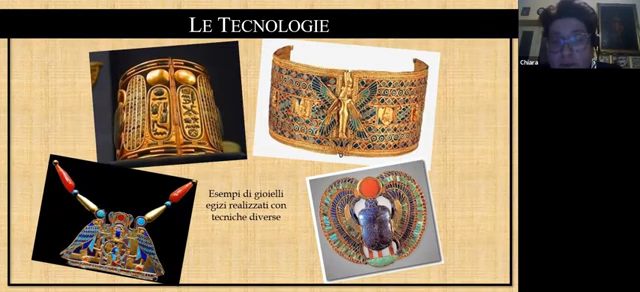 LE TECNOLOGIE
Chiara
Esempi di gioielli
egizi realizzati con
tecniche diverse